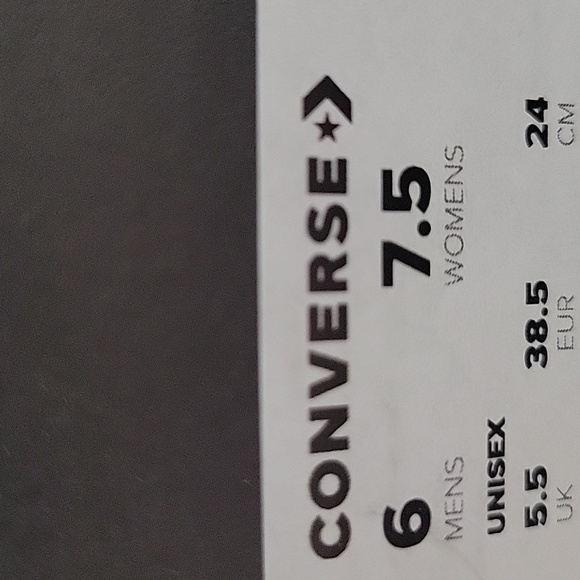 CONVERSE
6 7.5
MENS WOMENS
UNISEX
5.5 38.5 24
UK EUR CM